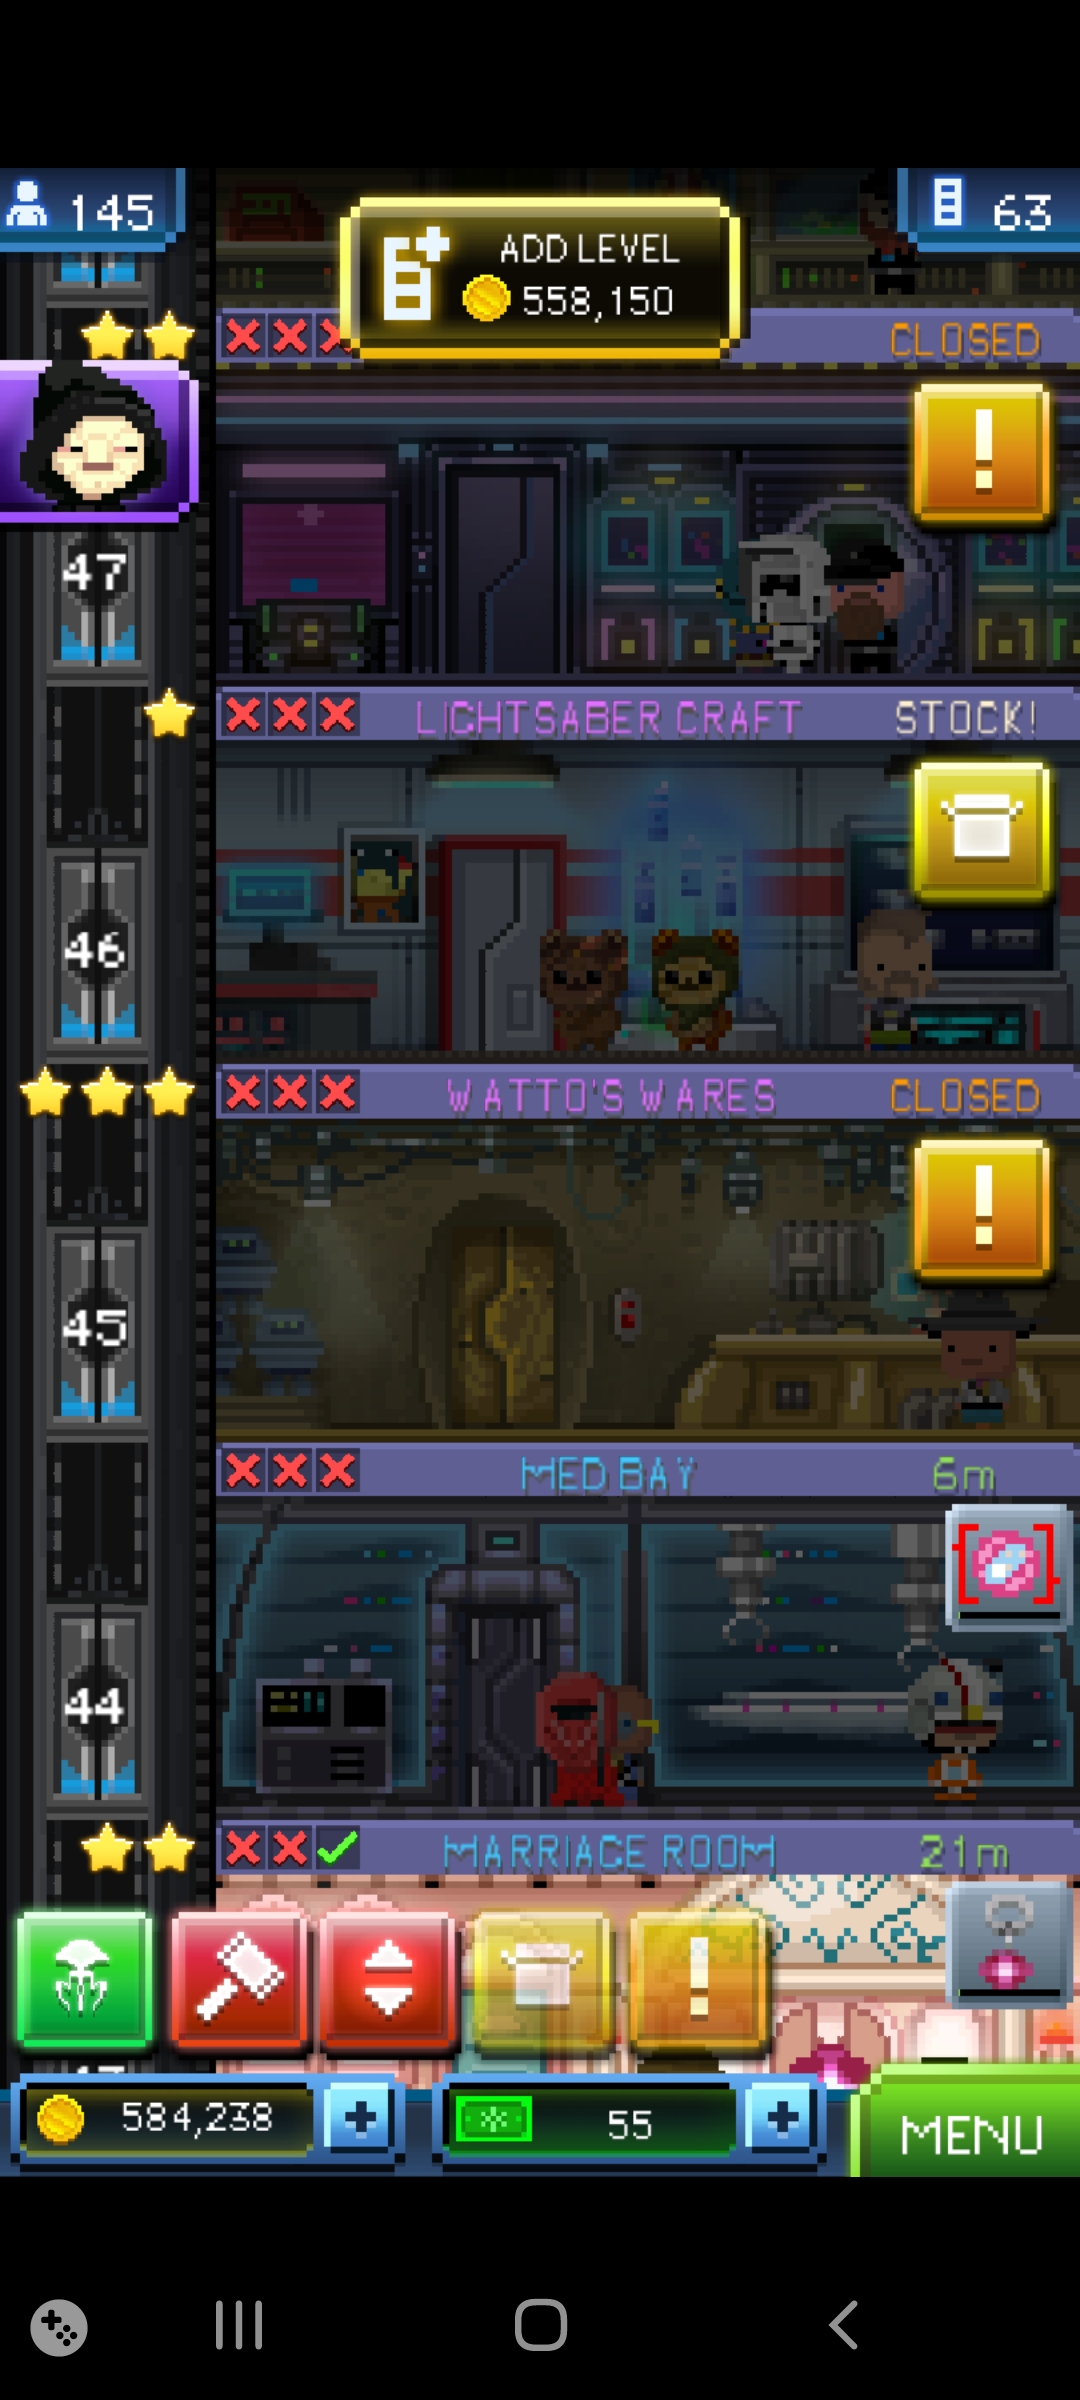 145
63
ADD LEVEL
558,150
CLOSED
47
LIGHTSABER CRAFT
STOCK!
46
WATTO'S WARES
CLOSED
45
MED BAY
6m
44
MARRIAGE ROOM
21m
584,238
55
MENU